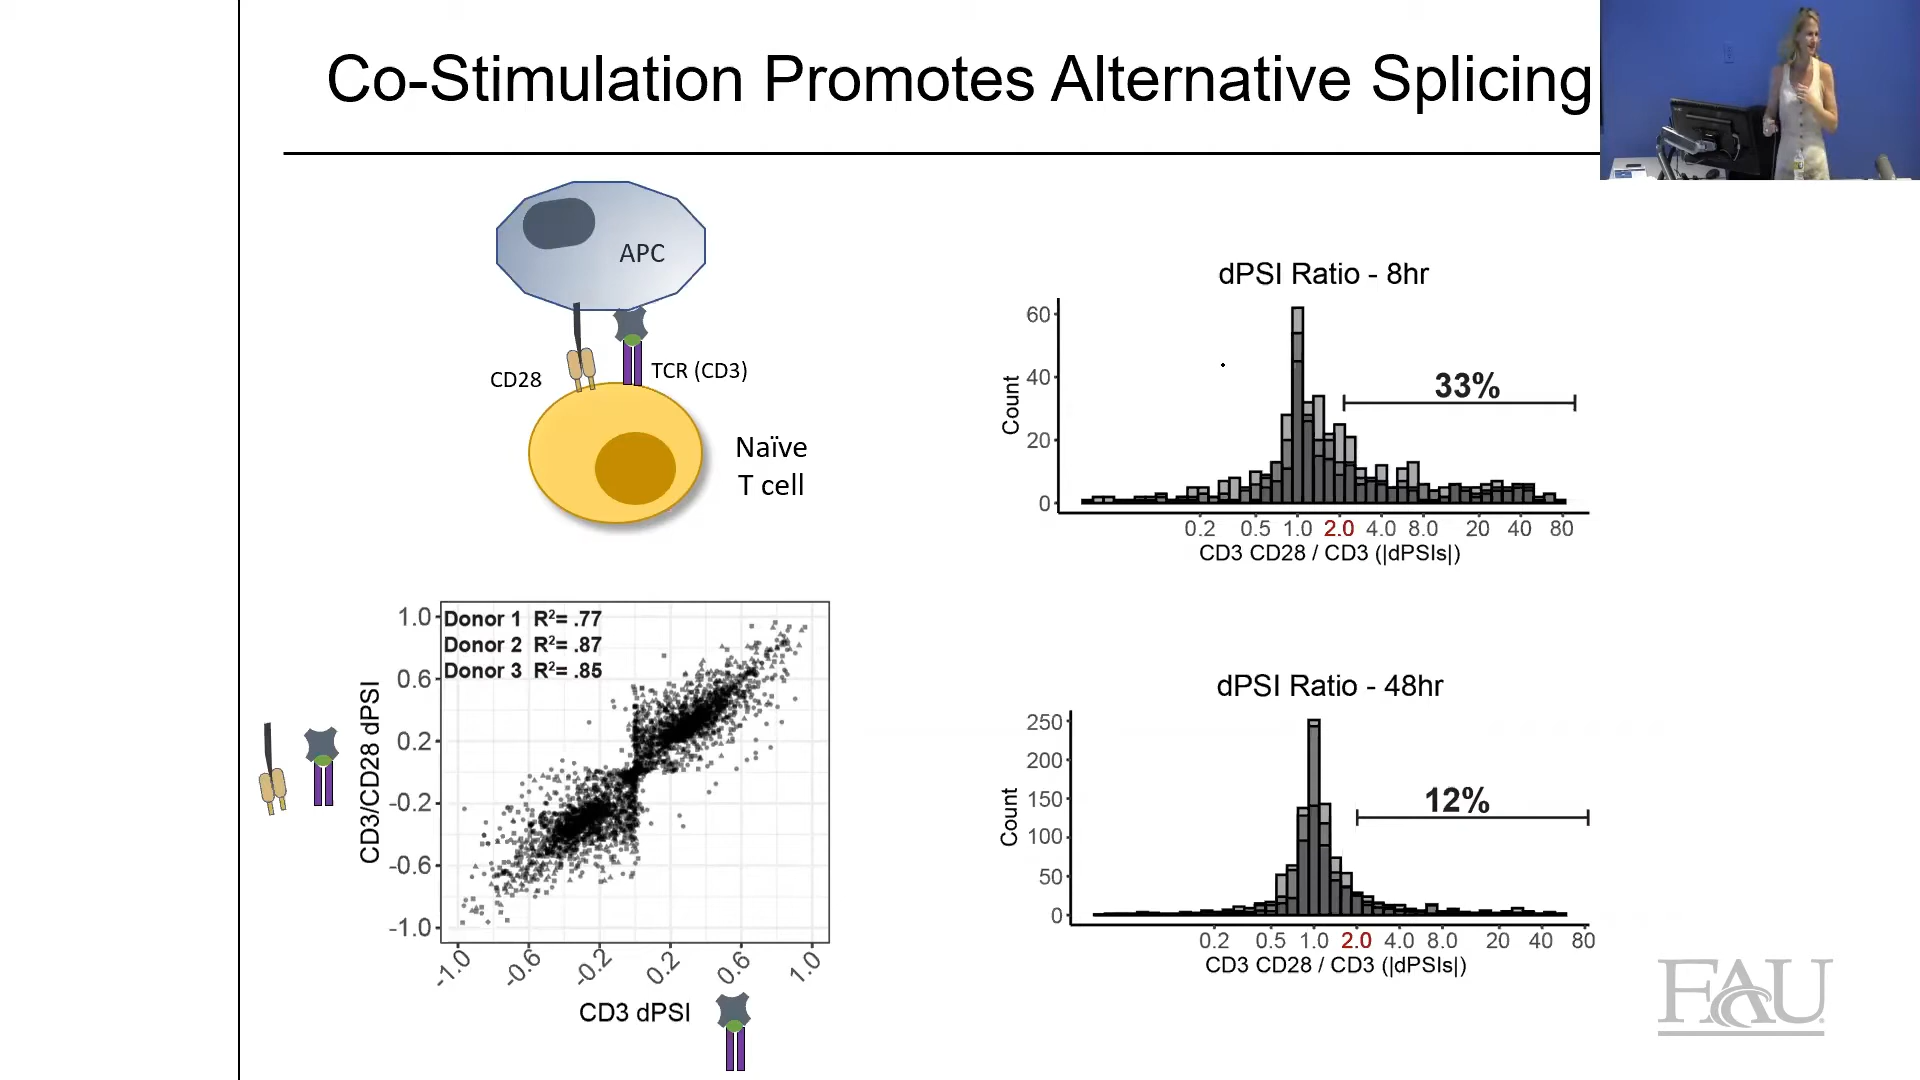 Co-Stimulation Promotes Alternative Splicing
APC
CD28
TCR (CD3)
Naïve
T cell
1.0
0.6
0.2
-0.2
-0.6
-1.0
CD3/CD28 dPSI
Donor 1 R²= .77
Donor 2 R²= .87
Donor 3 R²= .85
-1.0 -0.6 -0.2 0.2 0.6 1.0
CD3 dPSI
dPSI Ratio - 8hr
60
40
20
0
Count
33%
0.2 0.5 1.0 2.0 4.0 8.0 20 40 80
CD3 CD28 / CD3 (|dPSIs|)
dPSI Ratio - 48hr
250
200
150
100
50
0
Count
12%
0.2 0.5 1.0 2.0 4.0 8.0 20 40 80
CD3 CD28 / CD3 (|dPSIs|)
FAU